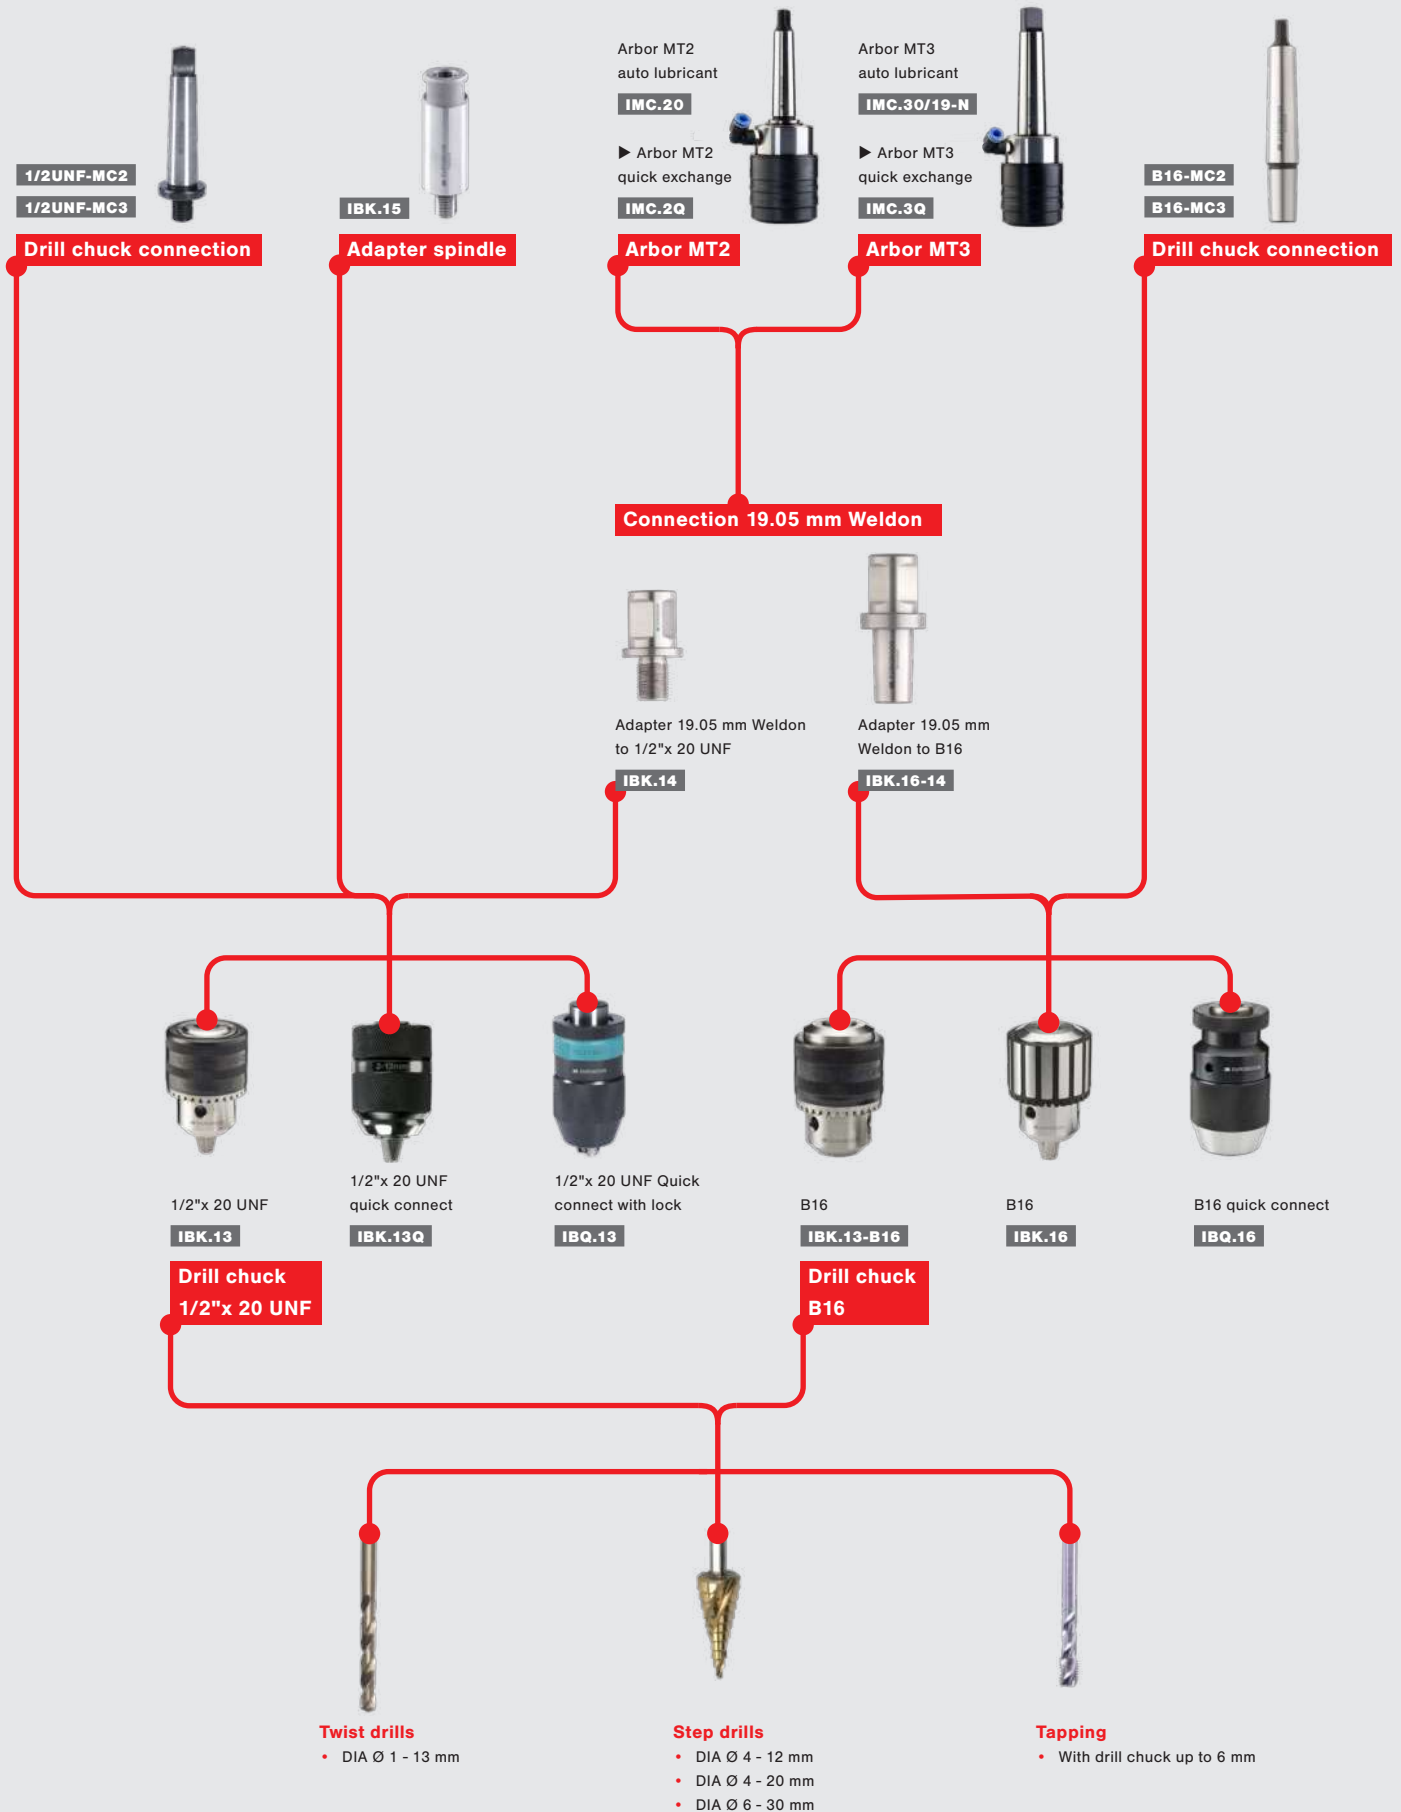 1/2UNF-MC2
1/2UNF-MC3
Drill chuck connection
IBK.15
Adapter spindle
Arbor MT2
auto lubricant
IMC.20
▶ Arbor MT2
quick exchange
IMC.2Q
Arbor MT2
Arbor MT3
auto lubricant
IMC.30/19-N
▶ Arbor MT3
quick exchange
IMC.3Q
Arbor MT3
B16-MC2
B16-MC3
Drill chuck connection
Connection 19.05 mm Weldon
Adapter 19.05 mm Weldon
to 1/2"x 20 UNF
IBK.14
Adapter 19.05 mm
Weldon to B16
IBK.16-14
1/2"x 20 UNF
IBK.13
1/2"x 20 UNF
quick connect
IBK.13Q
1/2"x 20 UNF Quick
connect with lock
IBQ.13
B16
IBK.13-B16
B16
IBK.16
B16 quick connect
IBQ.16
Drill chuck
1/2"x 20 UNF
Drill chuck
B16
Twist drills
• DIA Ø 1 - 13 mm
Step drills
• DIA Ø 4 - 12 mm
• DIA Ø 4 - 20 mm
• DIA Ø 6 - 30 mm
Tapping
• With drill chuck up to 6 mm